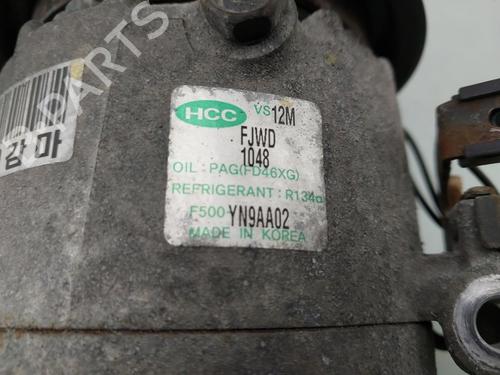 HCC VS12M
FJWD
1048
OIL : PAG(FD46XG)
REFRIGERANT : R134a
F500 YN9AA02
MADE IN KOREA
감마
B-PARTS